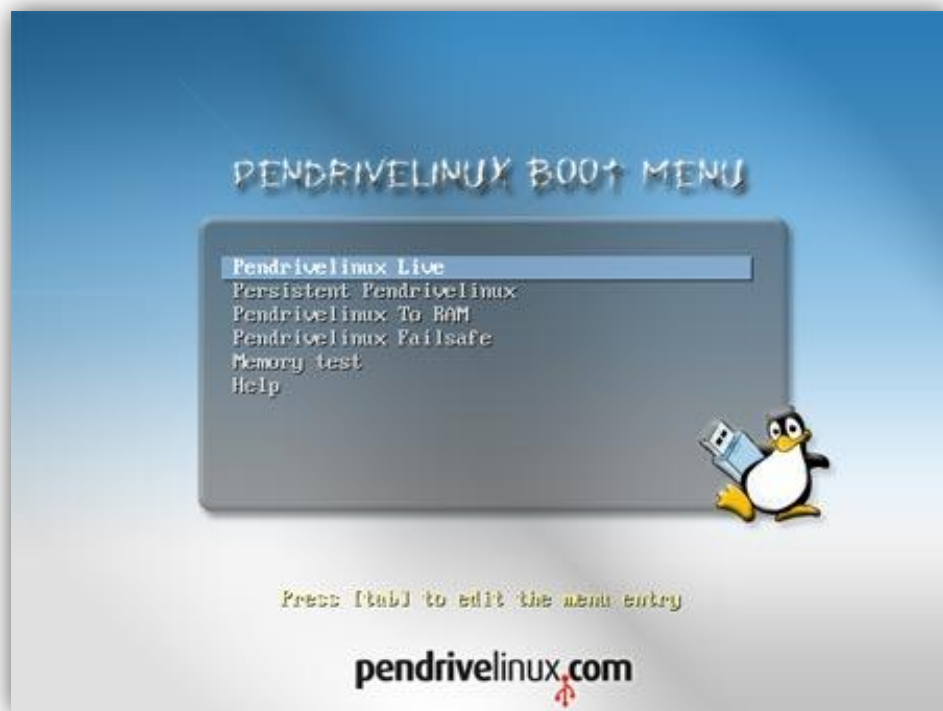 PENDRIVELINUX BOOT MENU
Pendrivelinux Live
Persistent Pendrivelinux
Pendrivelinux To RAM
Pendrivelinux Failsafe
Memory test
Help
Press [tab] to edit the menu entry
pendrivelinux.com